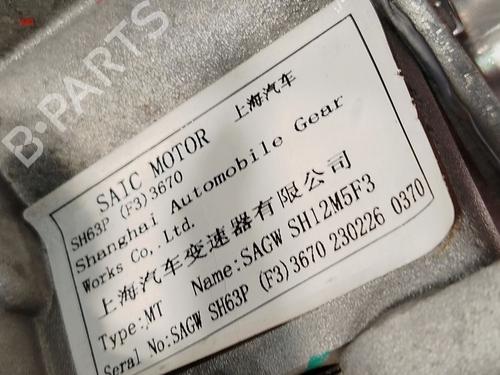 B-PARTS
SAIC MOTOR 上海汽车
SH63P (F3)3670
Shanghai Automobile Gear
Works Co,.Ltd.
上海汽车变速器有限公司
Type:MT Name:SAGW SH12M5F3
Seral No:SAGW SH63P (F3)3670 230226 0370